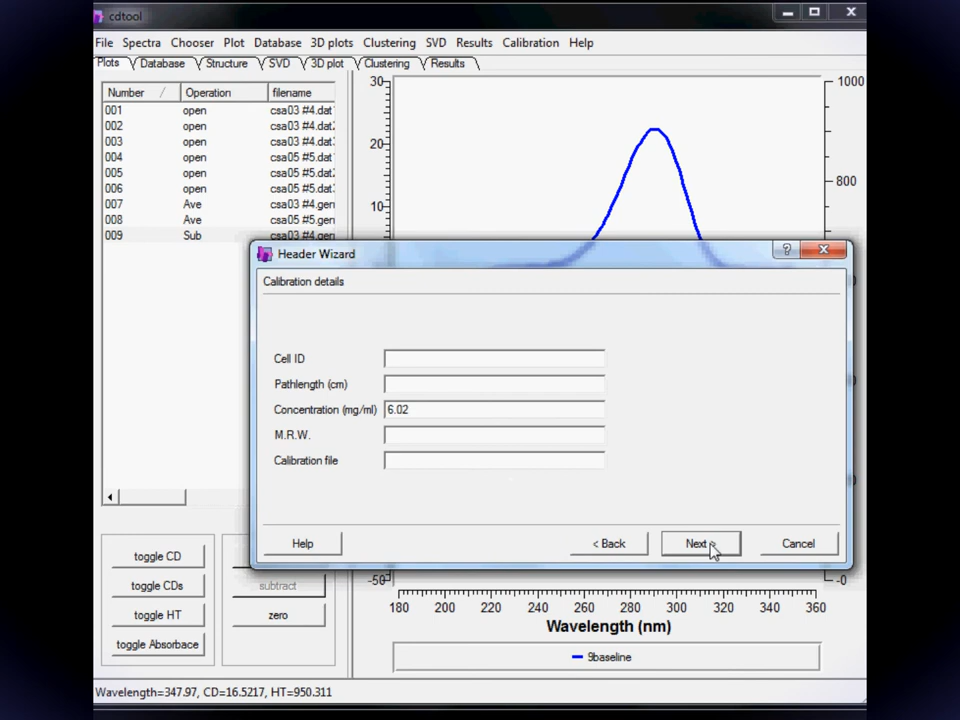 cdtool
File Spectra Chooser Plot Database 3D plots Clustering SVD Results Calibration Help
Plots Database Structure SVD 3D plot Clustering Results
Number Operation filename
001 open csa03 #4.dat
002 open csa03 #4.dat
003 open csa03 #4.dat
004 open csa05 #5.dat
005 open csa05 #5.dat
006 open csa05 #5.dat
007 Ave csa03 #4.gen
008 Ave csa05 #5.gen
009 Sub csa03 #4.gen
30
20
10
-50
1000
800
-0
Header Wizard
Calibration details
Cell ID
Pathlength (cm)
Concentration (mg/ml) 6.02
M.R.W.
Calibration file
Help < Back Next > Cancel
toggle CD
toggle CDs
toggle HT
toggle Absorbace
subtract
zero
180 200 220 240 260 280 300 320 340 360
Wavelength (nm)
9baseline
Wavelength=347.97, CD=16.5217, HT=950.311